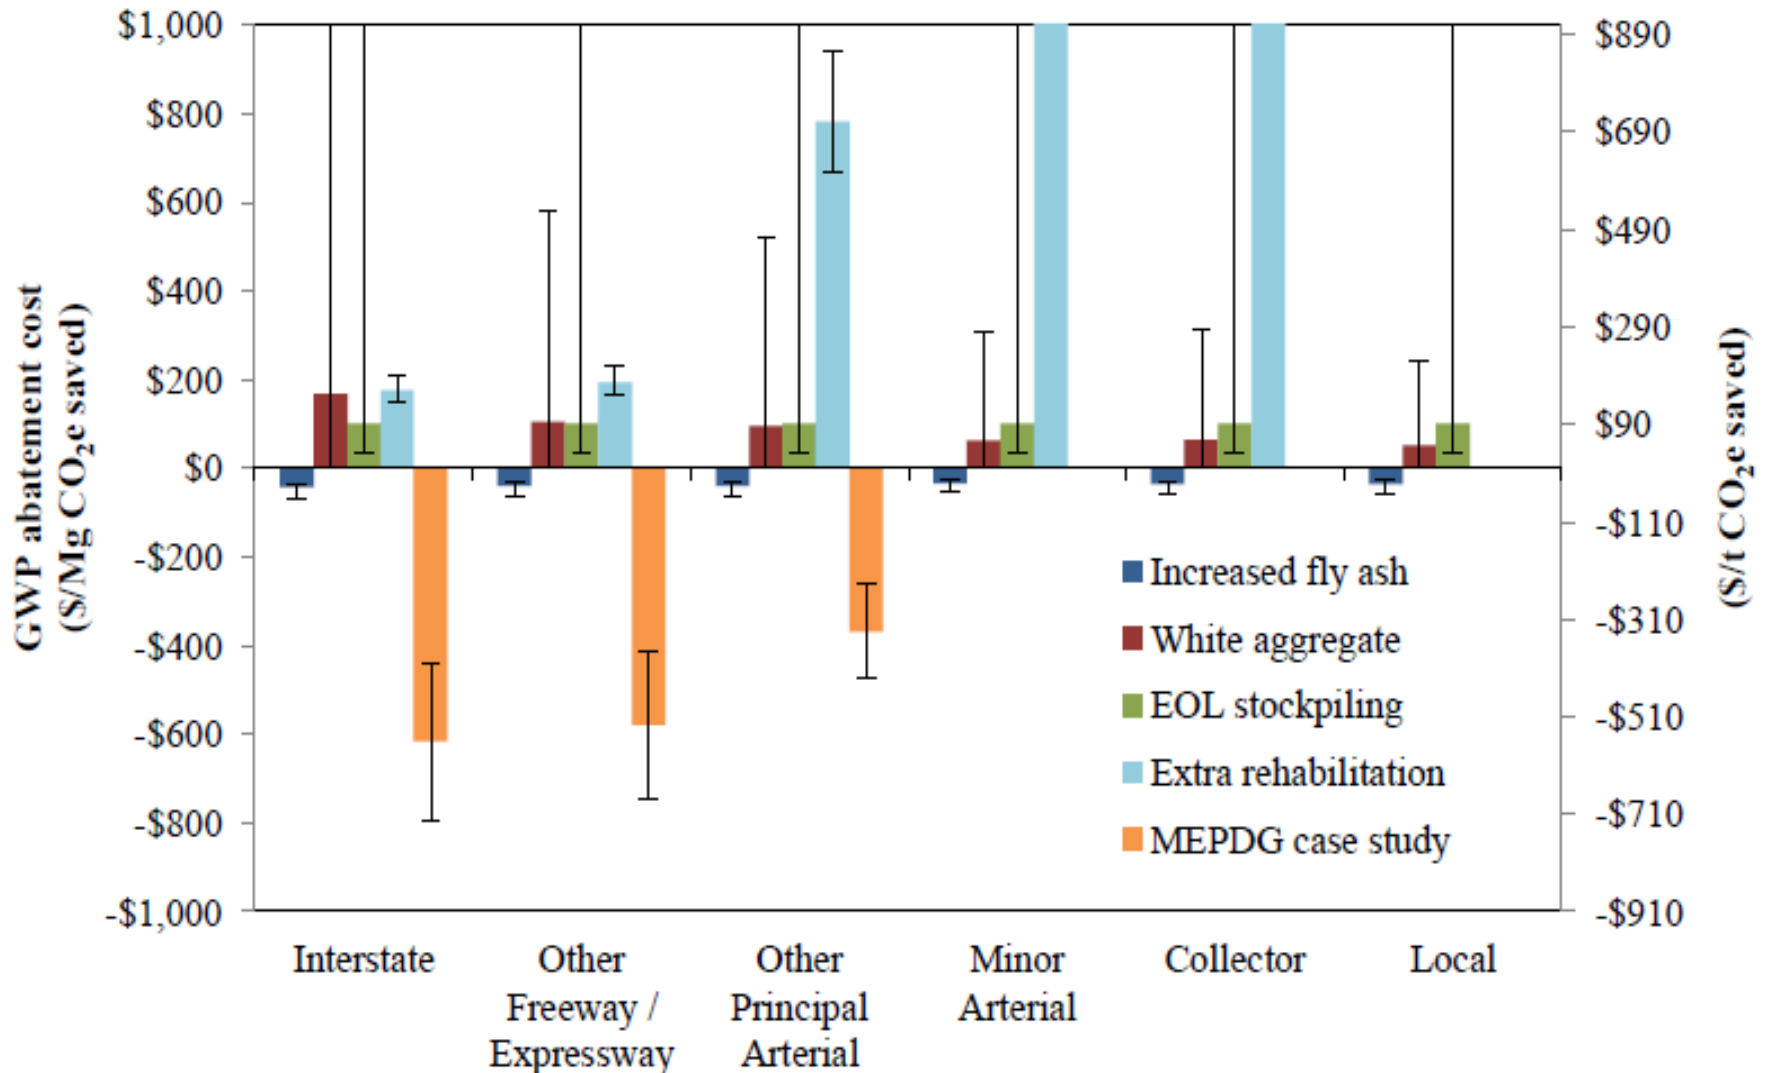 $1,000
$800
$600
$400
$200
$0
-$200
-$400
-$600
-$800
-$1,000
GWP abatement cost
($/Mg CO₂e saved)
$890
$690
$490
$290
$90
-$110
-$310
-$510
-$710
-$910
($/t CO₂e saved)
Increased fly ash
White aggregate
EOL stockpiling
Extra rehabilitation
MEPDG case study
Interstate
Other
Freeway /
Expressway
Other
Principal
Arterial
Minor
Arterial
Collector
Local